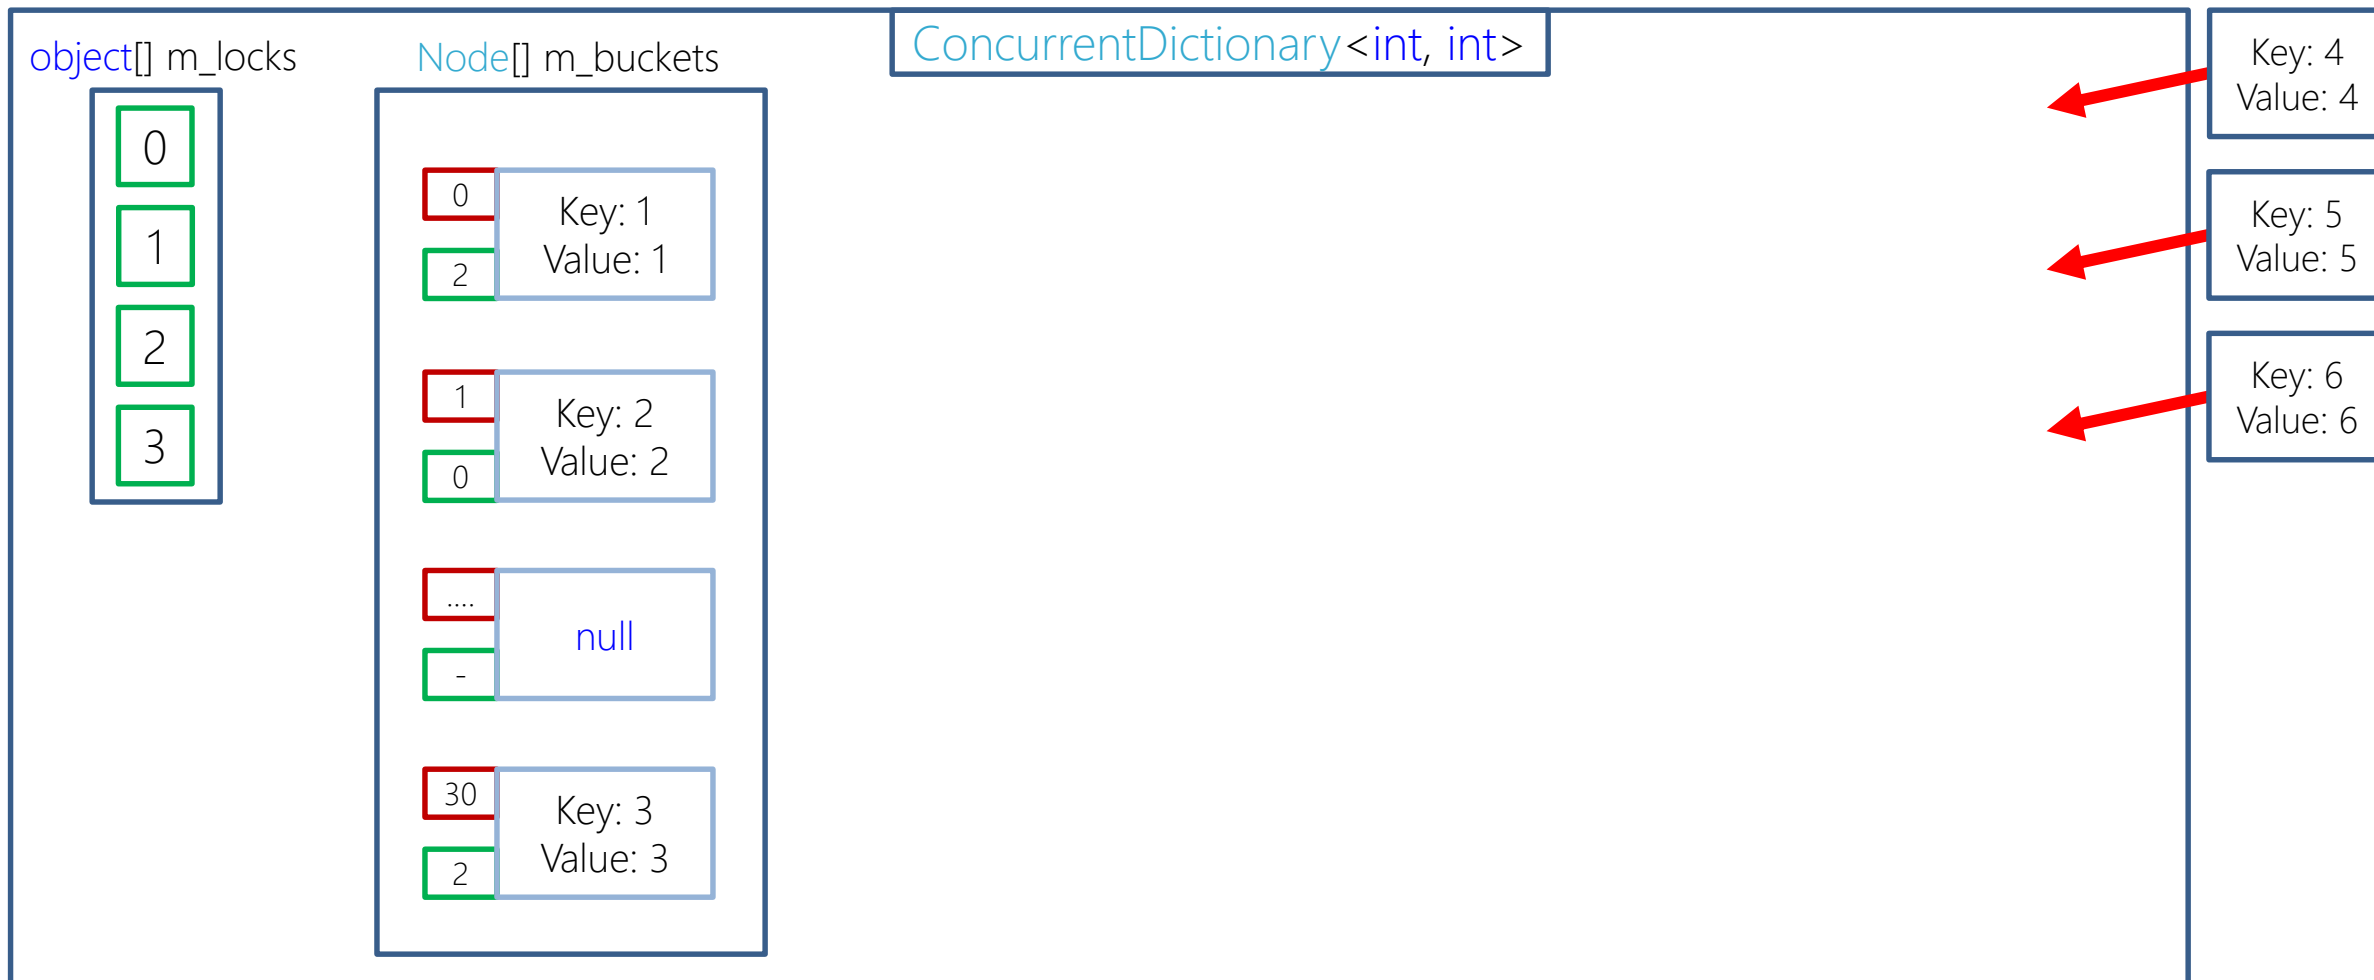 ConcurrentDictionary<int, int>
object[] m_locks
0
1
2
3
Node[] m_buckets
0
2
Key: 1
Value: 1
1
0
Key: 2
Value: 2
....
-
null
30
2
Key: 3
Value: 3
Key: 4
Value: 4
Key: 5
Value: 5
Key: 6
Value: 6